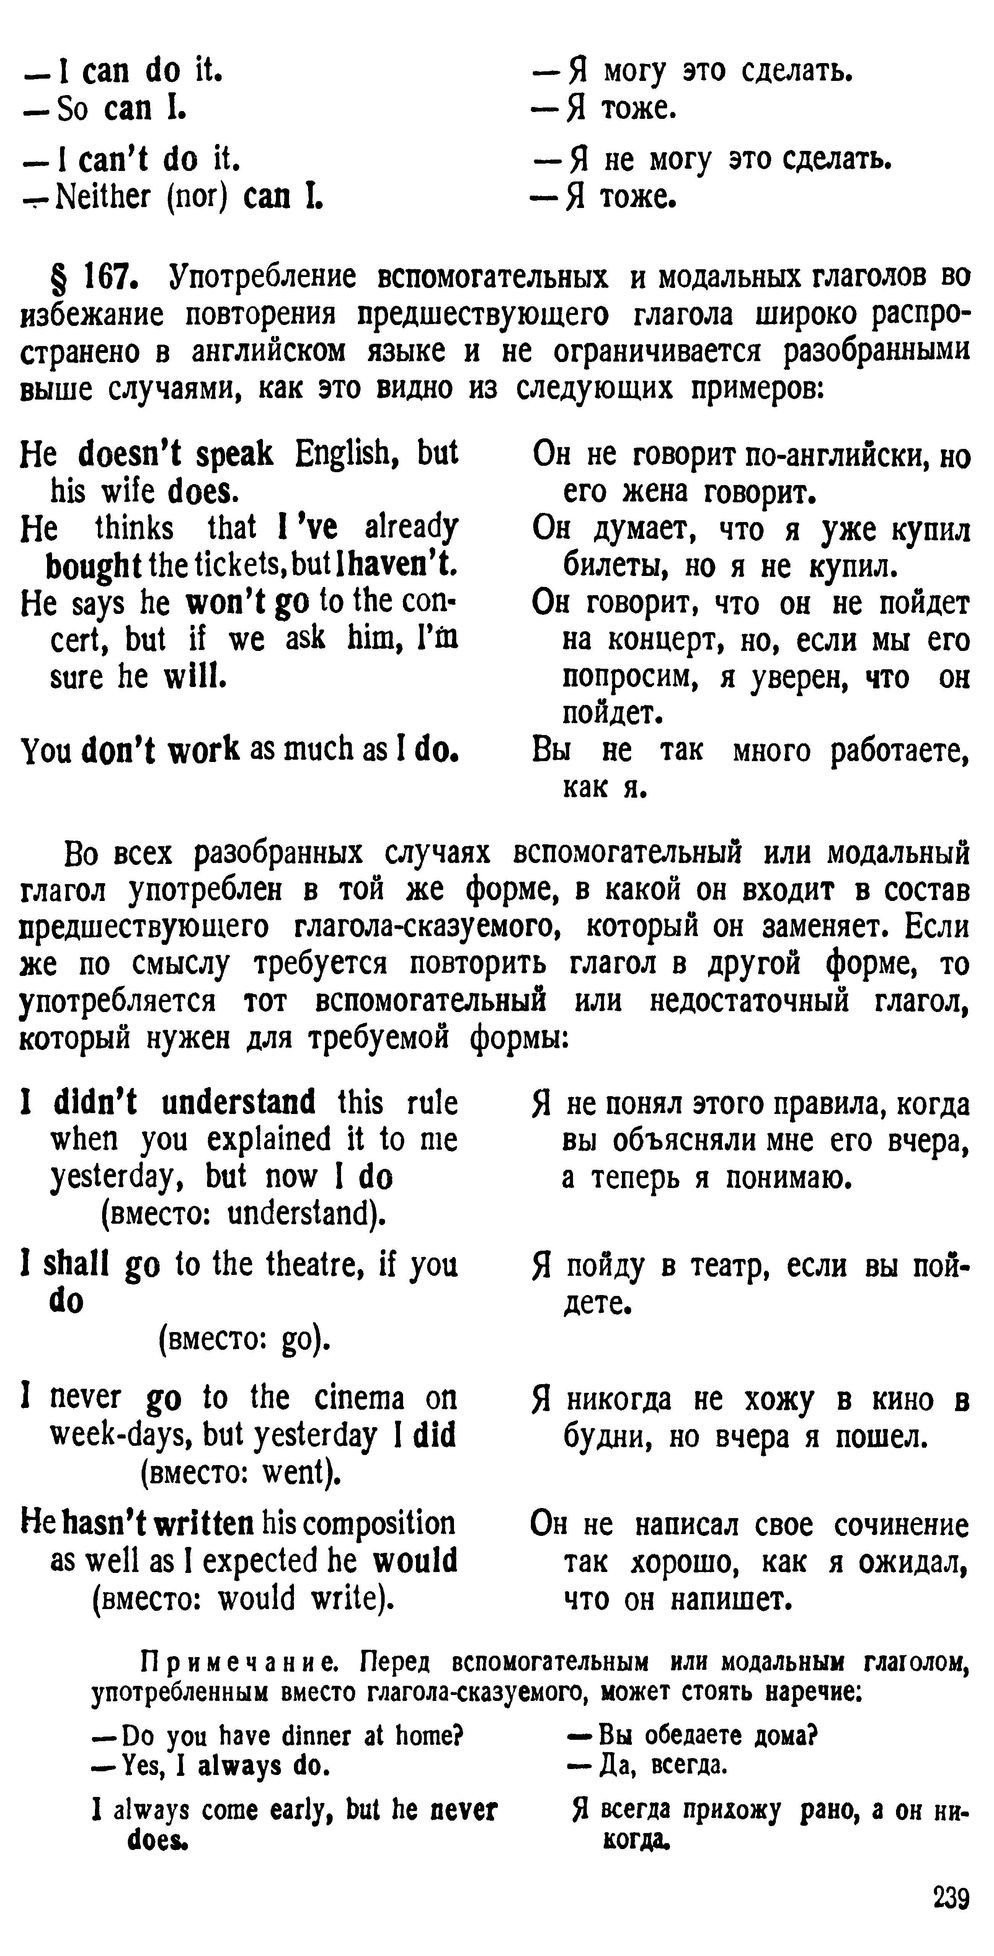 — I can do it.
— Я могу это сделать.
— So can I.
— Я тоже.
— I can't do it.
— Я не могу это сделать.
— Neither (nor) can I.
— Я тоже.
§ 167. Употребление вспомогательных и модальных глаголов во
избежание повторения предшествующего глагола широко распро-
странено в английском языке и не ограничивается разобранными
выше случаями, как это видно из следующих примеров:
He doesn't speak English, but
his wife does.
He thinks that I 've already
bought the tickets, but I haven't.
He says he won't go to the con-
cert, but if we ask him, I'm
sure he will.
You don't work as much as I do.
Он не говорит по-английски, но
его жена говорит.
Он думает, что я уже купил
билеты, но я не купил.
Он говорит, что он не пойдет
на концерт, но, если мы его
попросим, я уверен, что он
пойдет.
Вы не так много работаете,
как я.
Во всех разобранных случаях вспомогательный или модальный
глагол употреблен в той же форме, в какой он входит в состав
предшествующего глагола-сказуемого, который он заменяет. Если
же по смыслу требуется повторить глагол в другой форме, то
употребляется тот вспомогательный или недостаточный глагол,
который нужен для требуемой формы:
I didn't understand this rule
when you explained it to me
yesterday, but now I do
(вместо: understand).
Я не понял этого правила, когда
вы объясняли мне его вчера,
а теперь я понимаю.
I shall go to the theatre, if you
do
(вместо: go).
Я пойду в театр, если вы пой-
дете.
I never go to the cinema on
week-days, but yesterday I did
(вместо: went).
Я никогда не хожу в кино в
будни, но вчера я пошел.
He hasn't written his composition
as well as I expected he would
(вместо: would write).
Он не написал свое сочинение
так хорошо, как я ожидал,
что он напишет.
Примечание. Перед вспомогательным или модальным глаголом,
употребленным вместо глагола-сказуемого, может стоять наречие:
— Do you have dinner at home?
— Yes, I always do.
— Вы обедаете дома?
— Да, всегда.
I always come early, but he never
does.
Я всегда прихожу рано, а он ни-
когда.
239